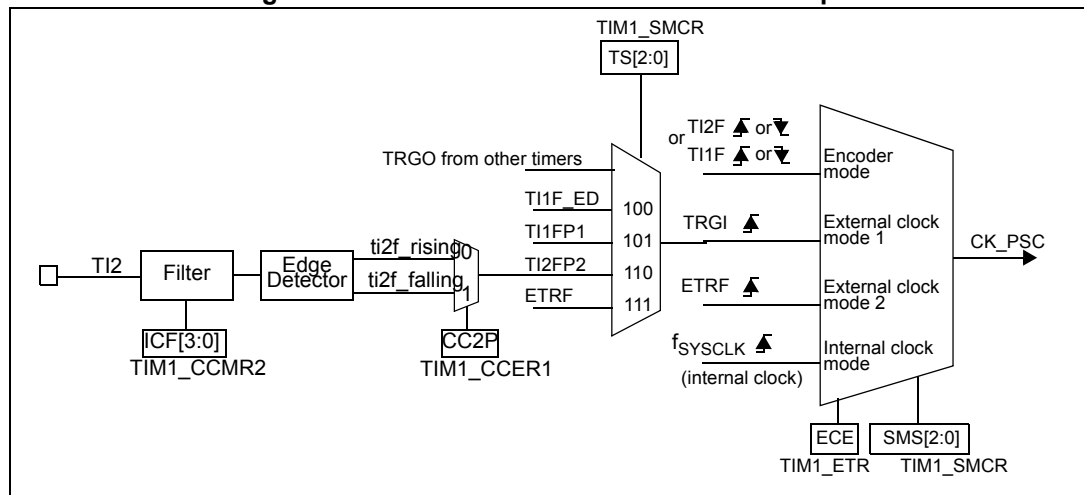 TIM1_SMCR
TS[2:0]
TRGO from other timers
TI1F_ED
TI1FP1
TI2FP2
ETRF
100
101
110
111
TI2
Filter
ICF[3:0]
TIM1_CCMR2
Edge
Detector
ti2f_rising
ti2f_falling
0
1
CC2P
TIM1_CCER1
or
TI2F or
TI1F or
Encoder
mode
TRGI
External clock
mode 1
ETRF
External clock
mode 2
fSYSCLK
(internal clock)
Internal clock
mode
CK_PSC
ECE
TIM1_ETR
SMS[2:0]
TIM1_SMCR